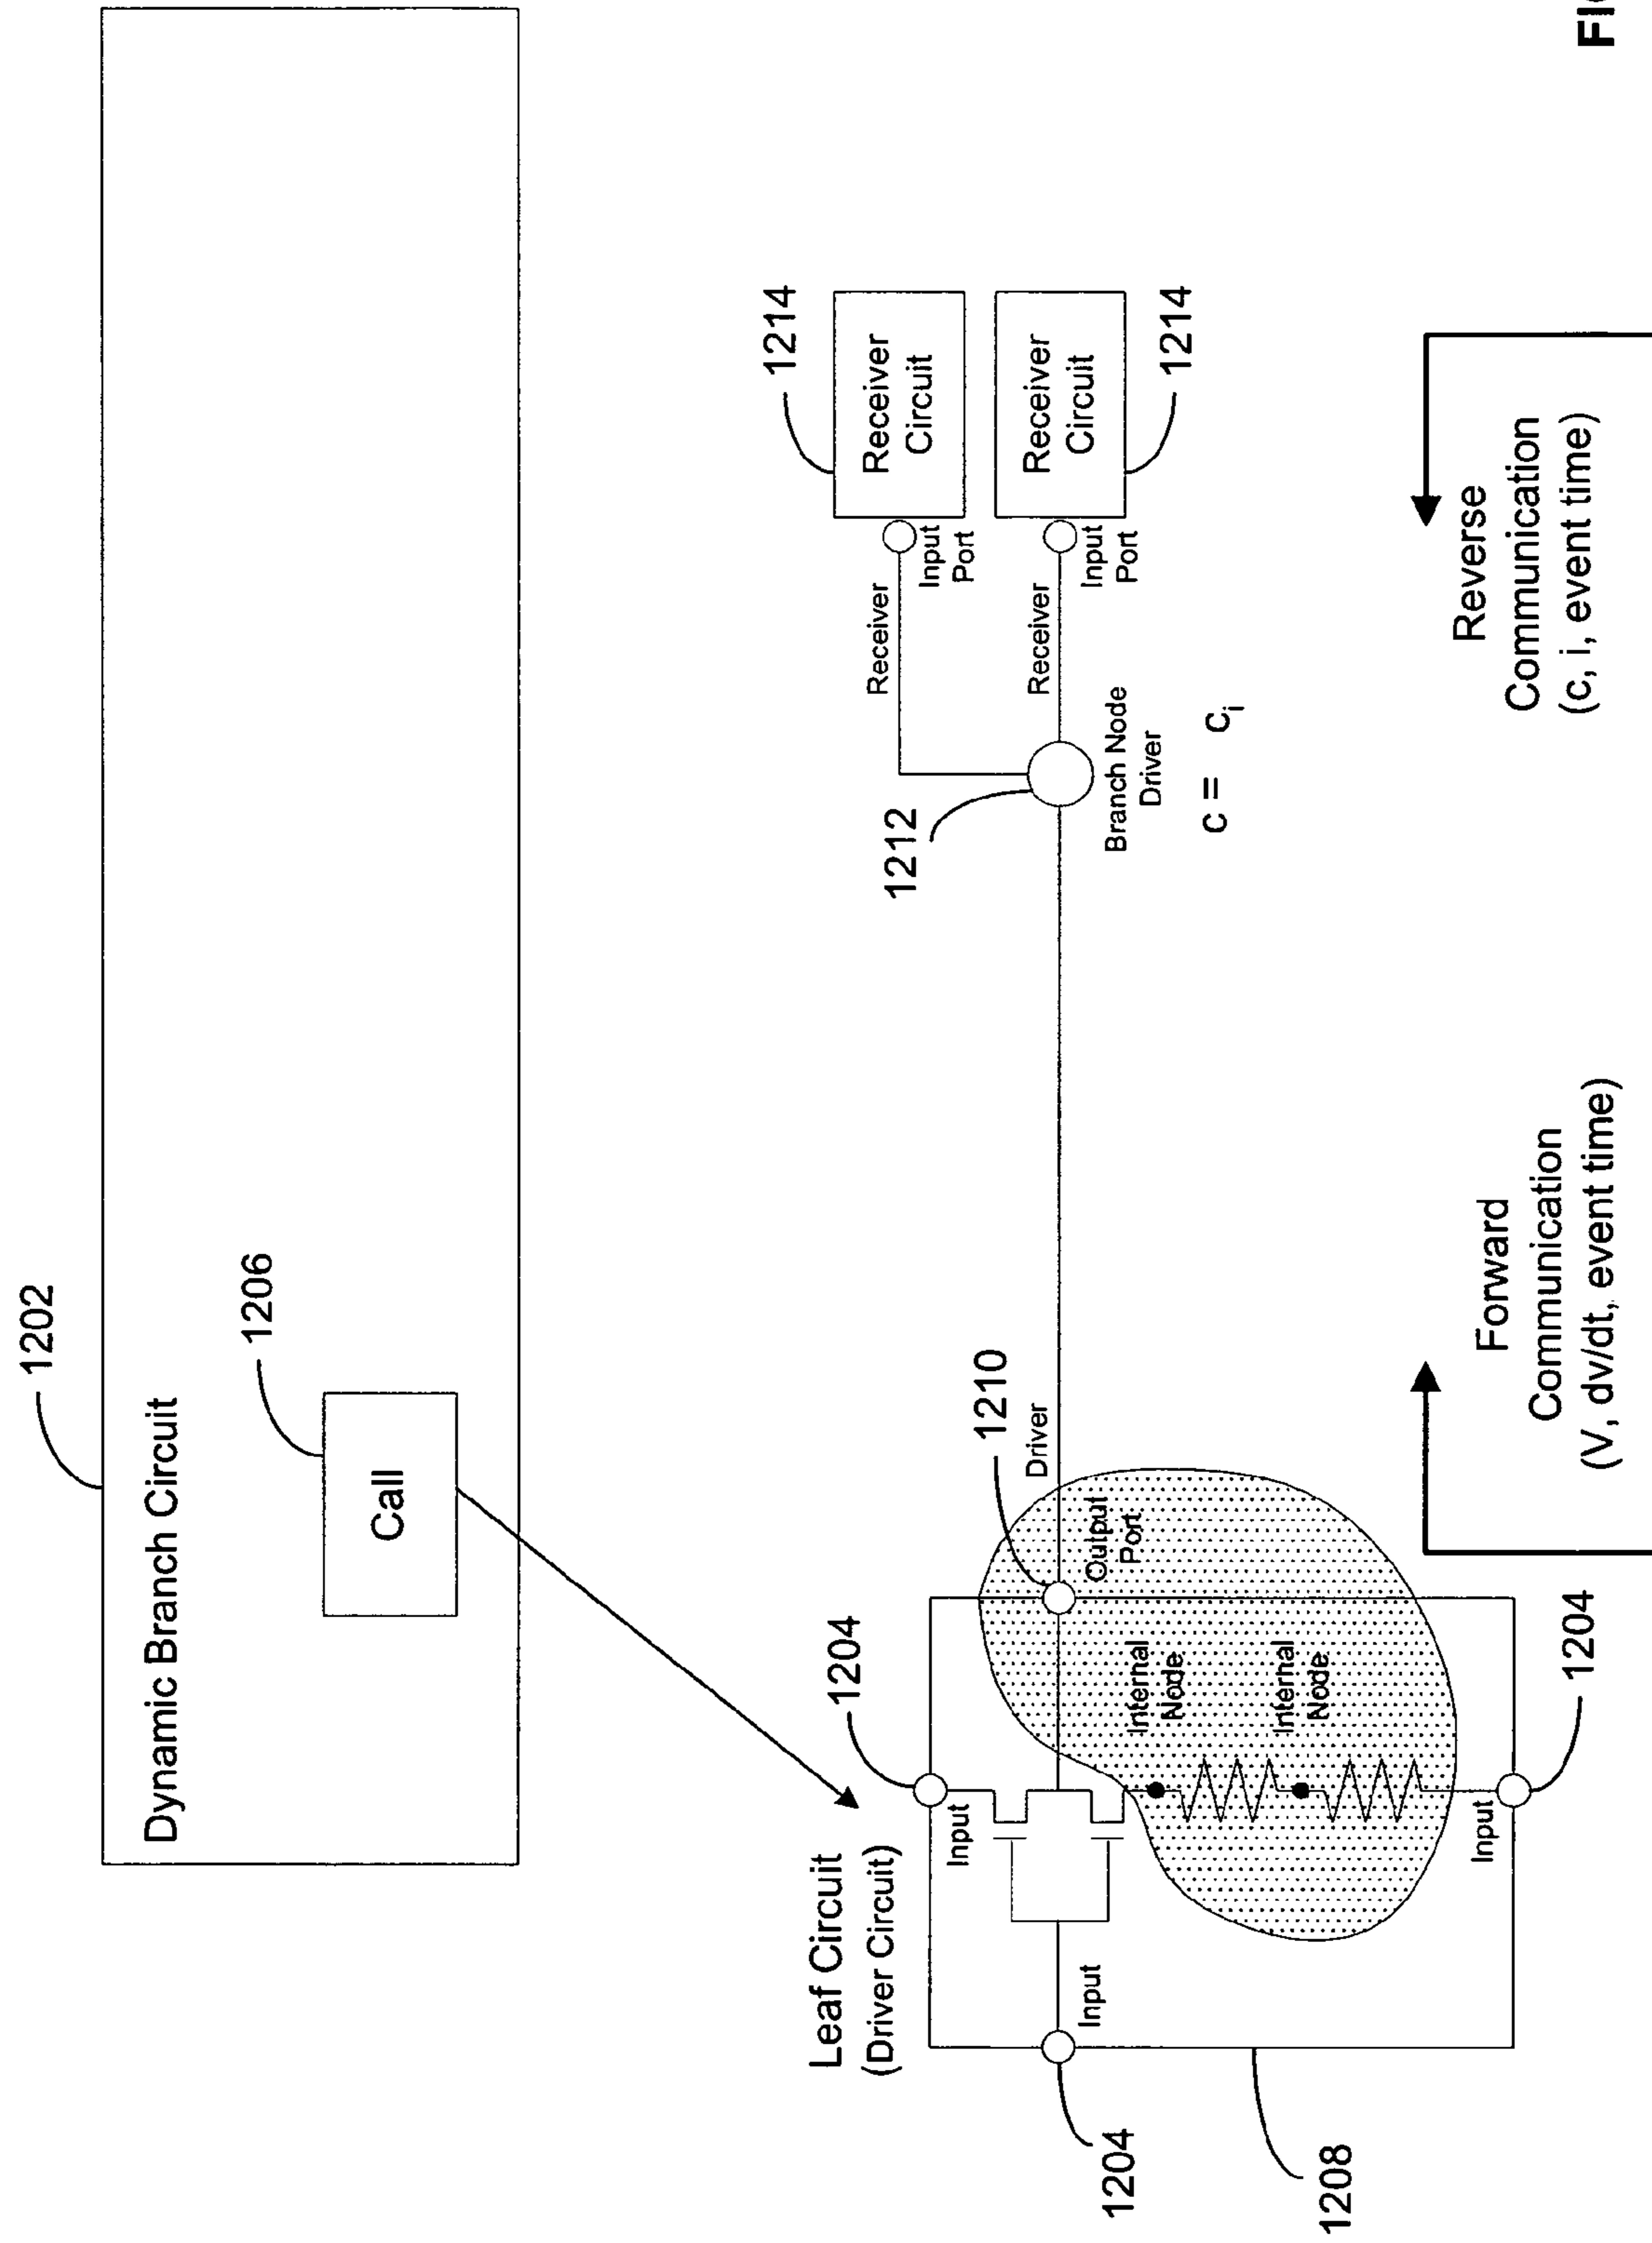 1202
Dynamic Branch Circuit
1206
Call
Leaf Circuit
(Driver Circuit)
1204
1210
1212
1214
Input
Driver
Receiver
Receiver
Circuit
Input
Port
1204
Input
Output
Port
Branch Node
Driver
Receiver
Receiver
Circuit
Input
Port
1214
Internal
Node
Internal
Node
c = c i
1208
Input
1204
Forward
Communication
(V, dv/dt, event time)
Reverse
Communication
(c, i, event time)